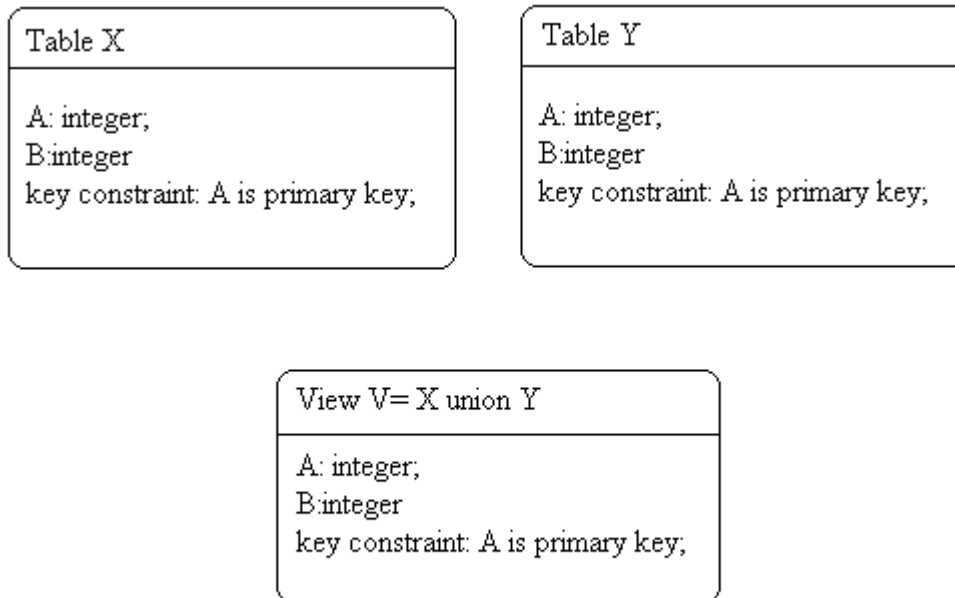 Table X
A: integer;
B:integer
key constraint: A is primary key;
Table Y
A: integer;
B:integer
key constraint: A is primary key;
View V= X union Y
A: integer;
B:integer
key constraint: A is primary key;